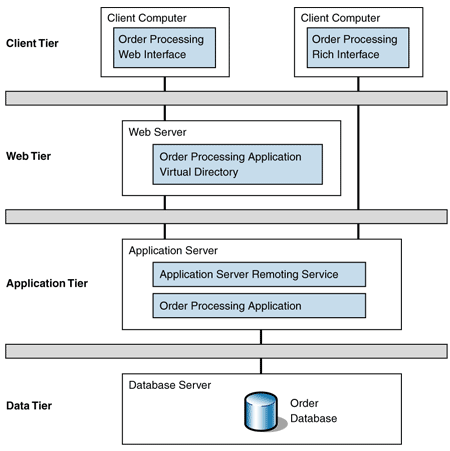 Client Computer
Client Computer
Client Tier
Order Processing
Web Interface
Order Processing
Rich Interface
Web Server
Web Tier
Order Processing Application
Virtual Directory
Application Server
Application Server Remoting Service
Application Tier
Order Processing Application
Database Server
Data Tier
Order
Database